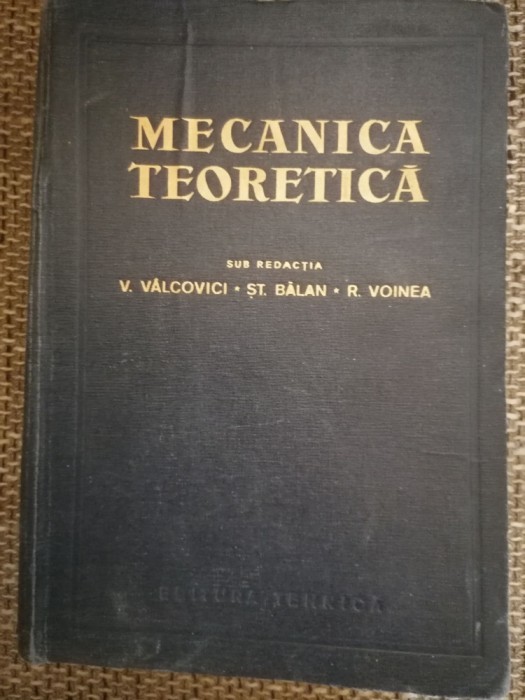 MECANICA
TEORETICĂ
SUB REDACȚIA
V. VÂLCOVICI ★ ȘT. BĂLAN ★ R. VOINEA
EDITURA TEHNICĂ